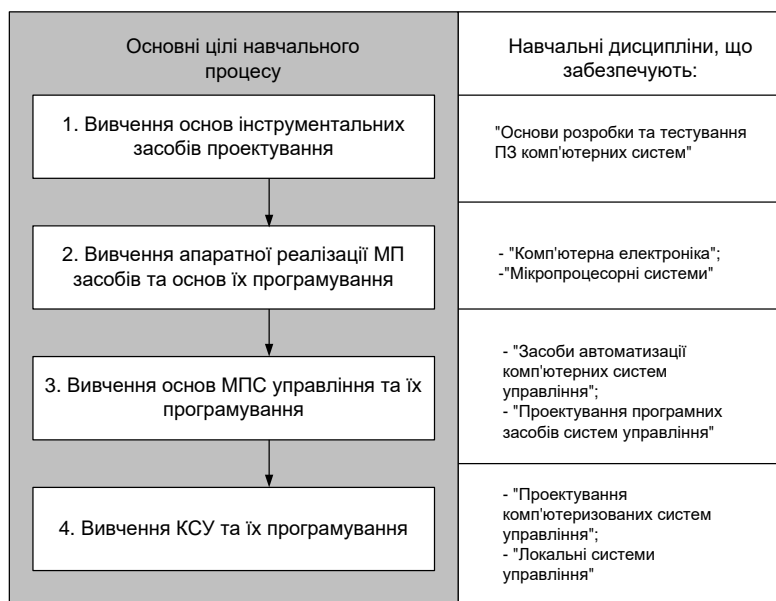 Основні цілі навчального
процесу
Навчальні дисципліни, що
забезпечують:
1. Вивчення основ інструментальних
засобів проектування
"Основи розробки та тестування
ПЗ комп'ютерних систем"
2. Вивчення апаратної реалізації МП
засобів та основ їх програмування
- "Комп'ютерна електроніка";
-"Мікропроцесорні системи"
3. Вивчення основ МПС управління та їх
програмування
- "Засоби автоматизації
комп'ютерних систем
управління";
- "Проектування програмних
засобів систем управління"
4. Вивчення КСУ та їх програмування
- "Проектування
комп'ютеризованих систем
управління";
- "Локальні системи
управління"